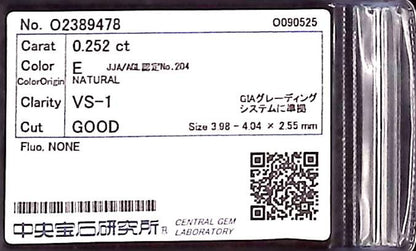 No. O2389478 O090525
Carat 0.252 ct
Color E JJA/AGL認定No.204
ColorOrigin NATURAL
Clarity VS-1 GIAグレーディング
システムに準拠
Cut GOOD Size 3.98 - 4.04 × 2.55 mm
Fluo. NONE
中央宝石研究所 CENTRAL GEM
LABORATORY